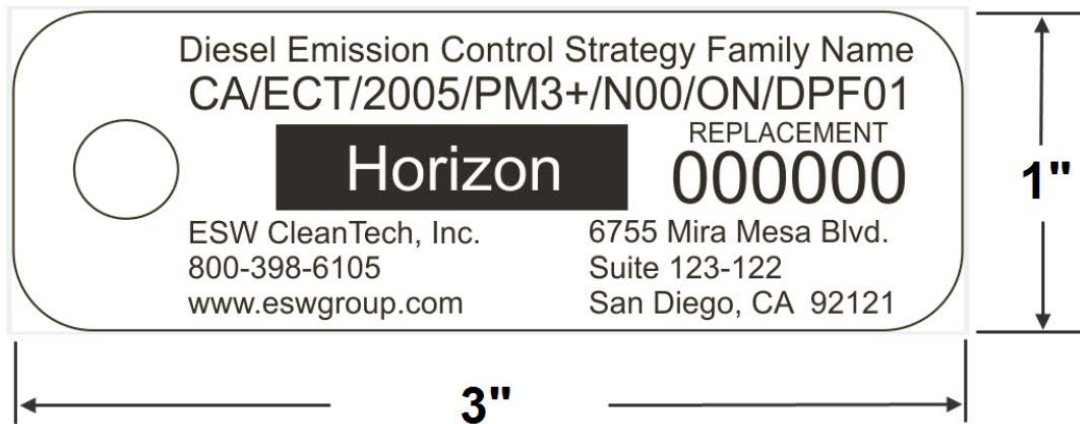 Diesel Emission Control Strategy Family Name
CA/ECT/2005/PM3+/N00/ON/DPF01
Horizon
REPLACEMENT
000000
ESW CleanTech, Inc.
800-398-6105
www.eswgroup.com
6755 Mira Mesa Blvd.
Suite 123-122
San Diego, CA 92121
1"
3"